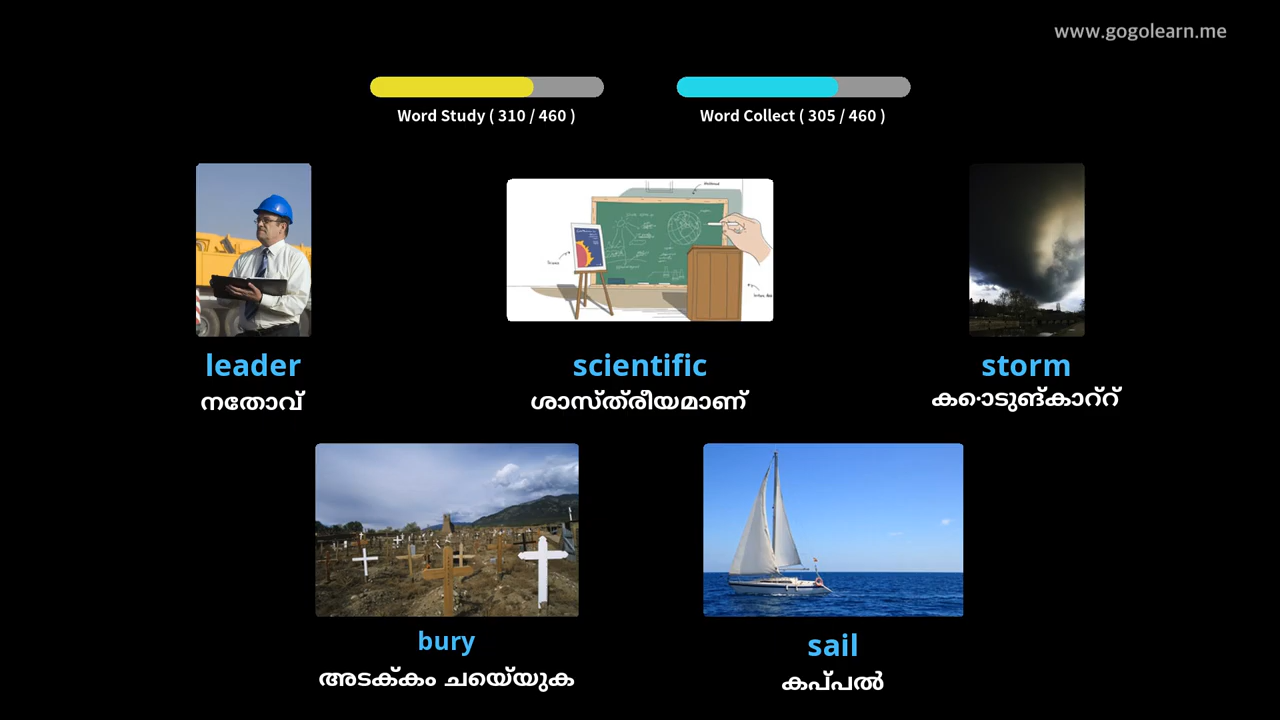 www.gogolearn.me
Word Study ( 310 / 460 )
Word Collect ( 305 / 460 )
leader
നതോവ്
scientific
ശാസ്ത്രീയമാണ്
storm
കൊടുങ്കാറ്റ്
bury
അടക്കം ചയെ്യുക
sail
കപ്പൽ